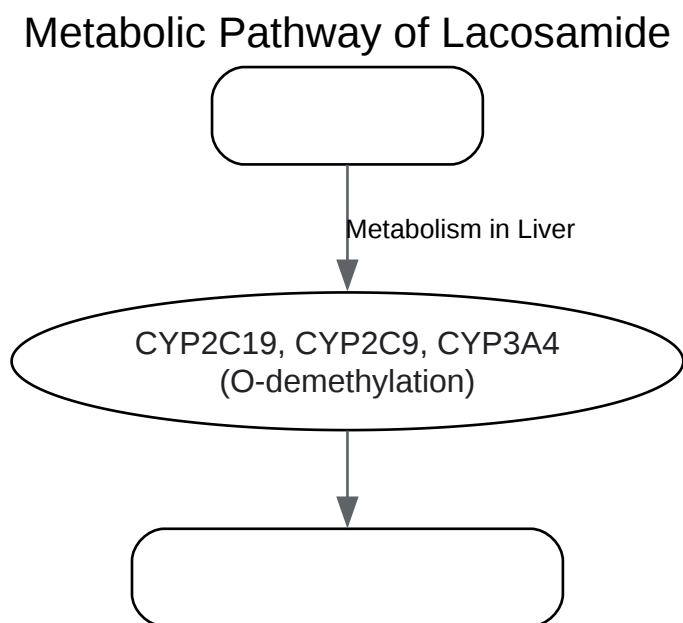 Metabolic Pathway of Lacosamide
Metabolism in Liver
CYP2C19, CYP2C9, CYP3A4
(O-demethylation)